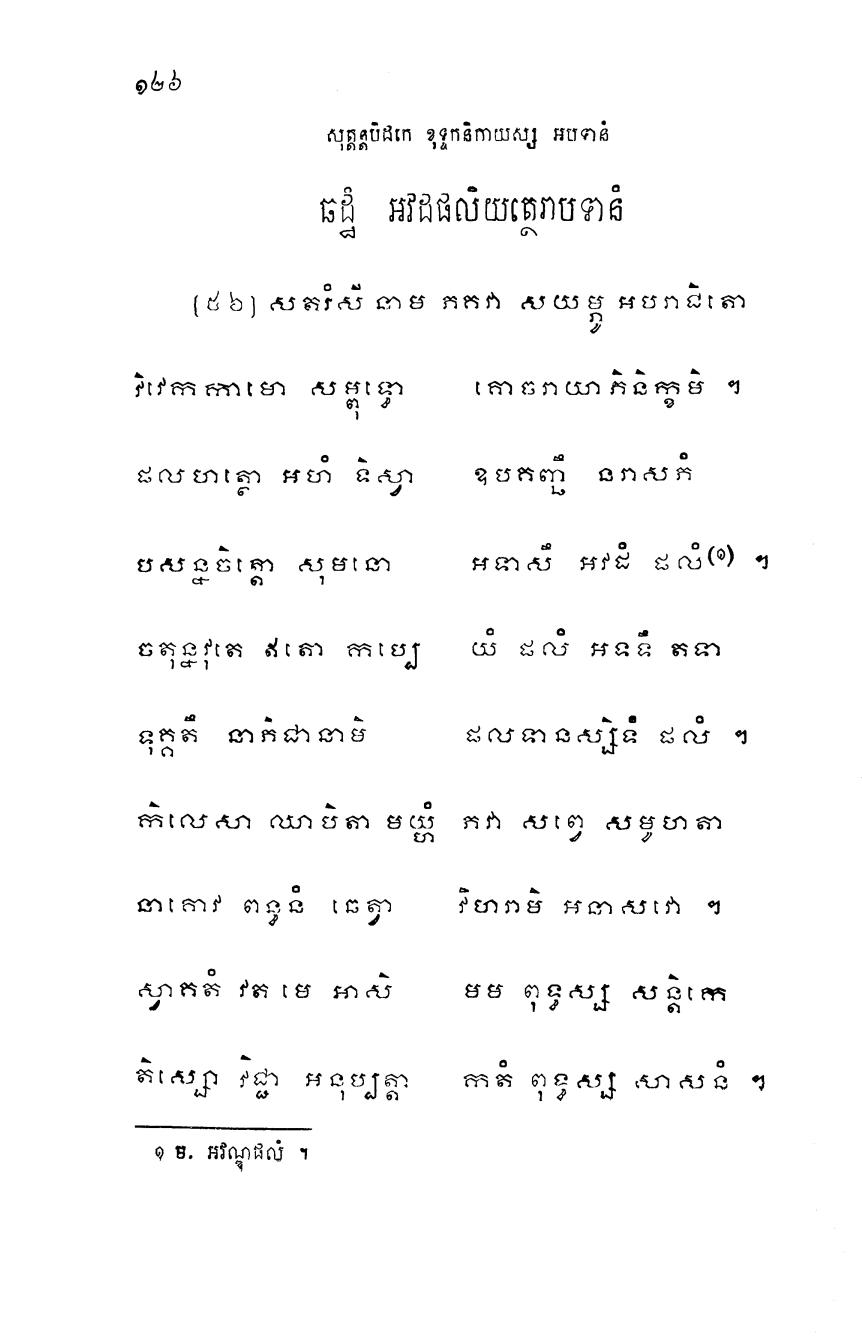 ១២៦
សុត្តន្តបិដកេ ខុទ្ទកនិកាយស្ស អបទានំ
ឆដ្ឋំ អវដផលិយត្ថេរាបទានំ
[៥៦] សតរំសី នាម ភគវា សយម្ភូ អបរាជិតោ
វិវេកកាមោ សម្ពុទ្ធោ គោចរាយាភិនិក្ខមិ ។
ផលហត្ថោ អហំ ទិស្វា ឧបគញ្ឆឹ នរាសភំ
បសន្នចិត្តោ សុមនោ អទាសឹ អវដំ ផលំ(១) ។
ចតុន្នវុតេ ឥតោ កប្បេ យំ ផលំ អទទឹ តទា
ទុគ្គតឹ នាភិជានាមិ ផលទានស្សិទំ ផលំ ។
កិលេសា ឈាបិតា មយ្ហំ ភវា សព្វេ សមូហតា
នាគោវ ពន្ធនំ ឆេត្វា វិហរាមិ អនាសវោ ។
ស្វាគតំ វត មេ អាសិ មម ពុទ្ធស្ស សន្តិកេ
តិស្សោ វិជ្ជា អនុប្បត្តា កតំ ពុទ្ធស្ស សាសនំ ។
១ ម. អវណ្ឋផលំ ។